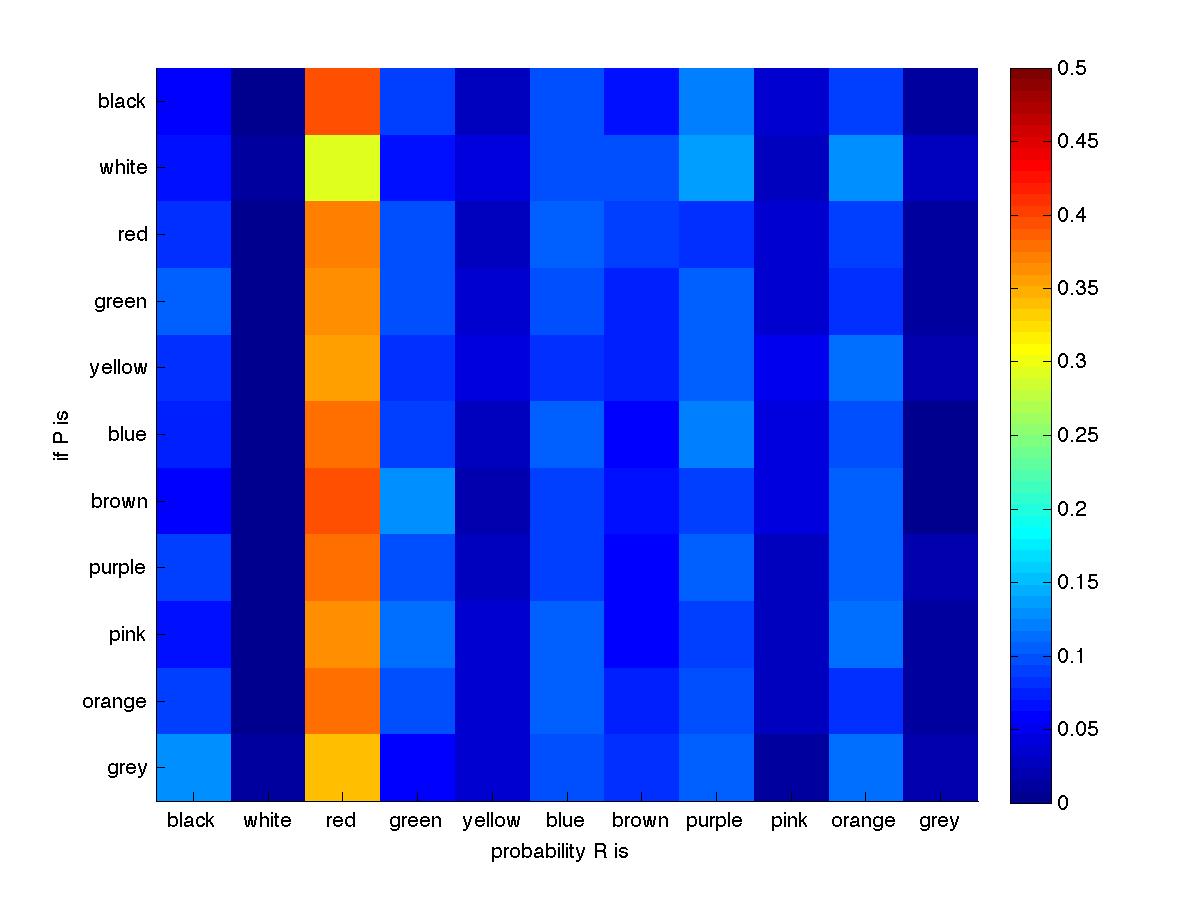 black
white
red
green
yellow
blue
brown
purple
pink
orange
grey
if P is
black white red green yellow blue brown purple pink orange grey
probability R is
0.5
0.45
0.4
0.35
0.3
0.25
0.2
0.15
0.1
0.05
0